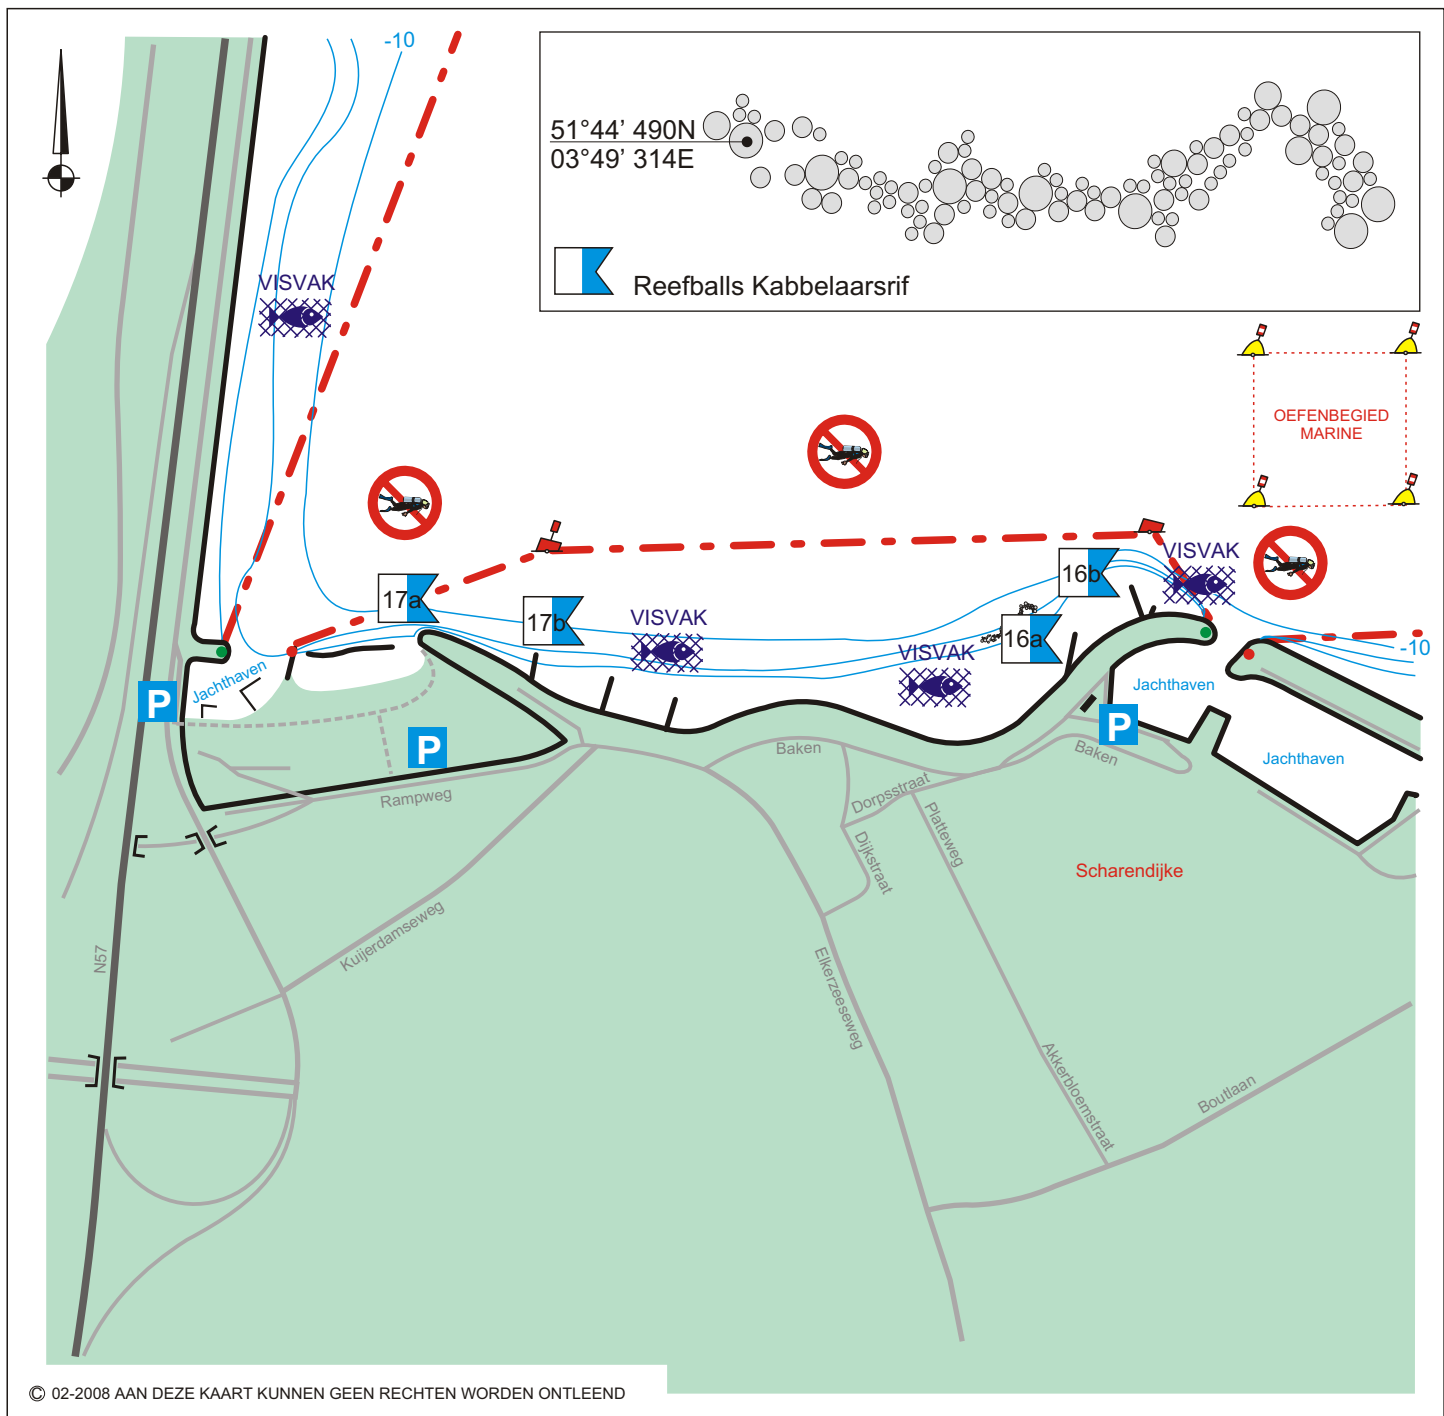 -10
51°44’ 490N
03°49’ 314E
Reefballs Kabbelaarsrif
VISVAK
OEFENBEGIED
MARINE
VISVAK
17a
17b
16b
16a
VISVAK
VISVAK
-10
Jachthaven
Jachthaven
Jachthaven
P
P
P
Baken
Baken
Rampweg
Dorpsstraat
Platteweg
Dijkstraat
Scharendijke
Kuijerdamseweg
N57
Elkerzeeseweg
Akkerbloemstraat
Boutlaan
© 02-2008 AAN DEZE KAART KUNNEN GEEN RECHTEN WORDEN ONTLEEND